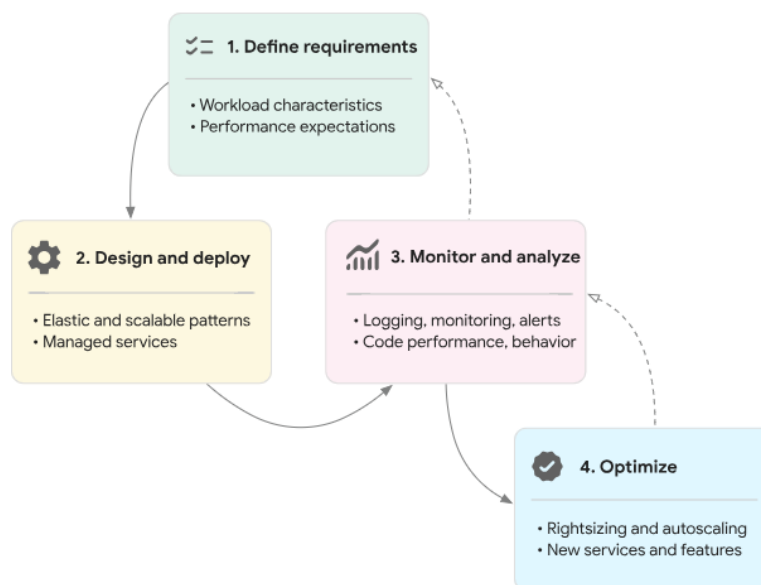 1. Define requirements
• Workload characteristics
• Performance expectations
2. Design and deploy
• Elastic and scalable patterns
• Managed services
3. Monitor and analyze
• Logging, monitoring, alerts
• Code performance, behavior
4. Optimize
• Rightsizing and autoscaling
• New services and features